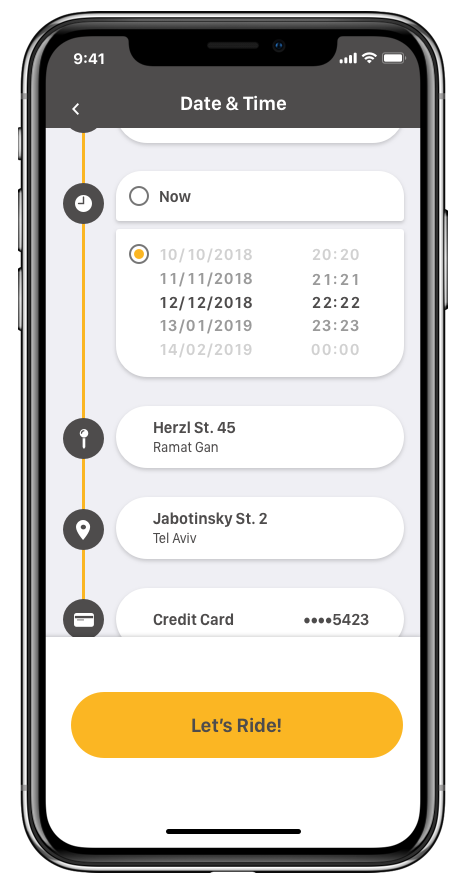 9:41
Date & Time
Now
10/10/2018 20:20
11/11/2018 21:21
12/12/2018 22:22
13/01/2019 23:23
14/02/2019 00:00
Herzl St. 45
Ramat Gan
Jabotinsky St. 2
Tel Aviv
Credit Card ••••5423
Let's Ride!